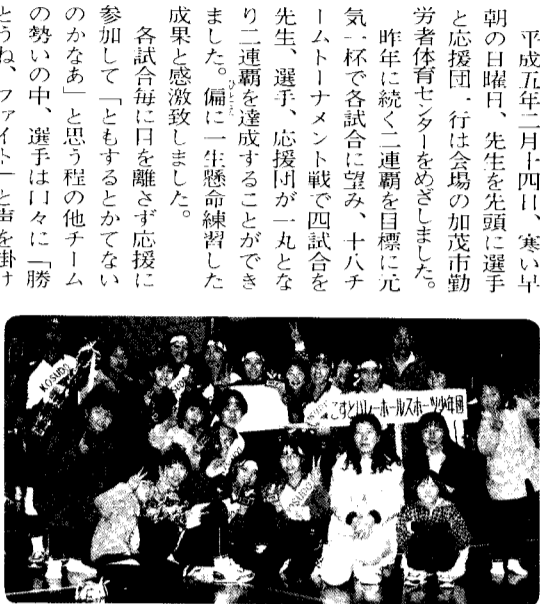 平成五年二月十四日、寒い早
朝の日曜日、先生を先頭に選手
と応援団一行は会場の加茂市勤
労者体育センターをめざしました。
昨年に続く二連覇を目標に元
気一杯で各試合に望み、十八チ
ームトーナメント戦で四試合を
先生、選手、応援団が一丸とな
り二連覇を達成することができ
ました。偏に一生懸命練習した
ひとえに
成果と感激致しました。
各試合毎に目を離さず応援に
参加して「ともするとかてない
のかなあ」と思う程の他チーム
の勢いの中、選手は口々に「勝
とうね、ファイト」と声を掛け
こすどバレーボールスポーツ少年団
KOSUDO